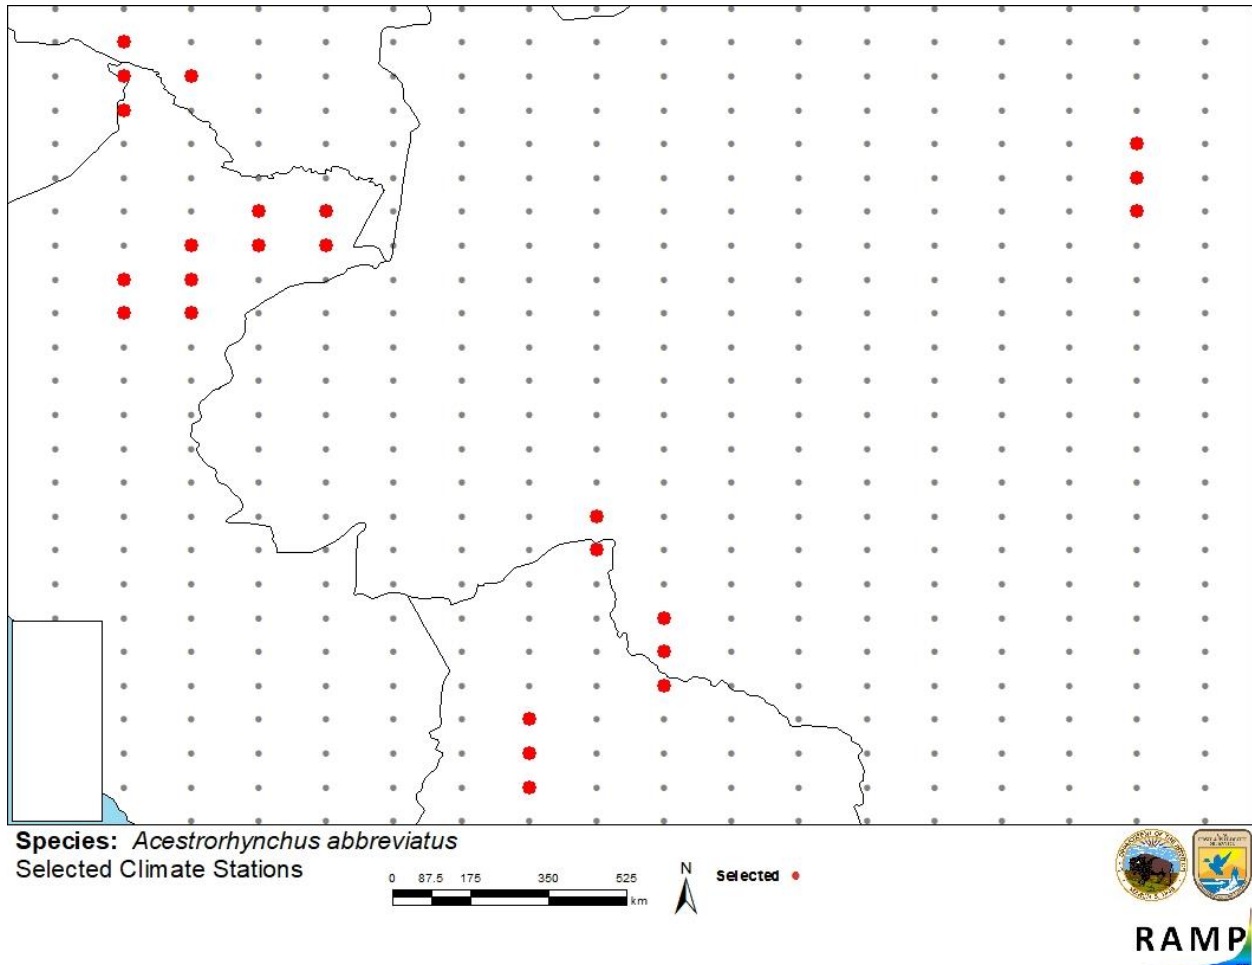 Species: Acestrorhynchus abbreviatus
Selected Climate Stations
0 87.5 175 350 525
km
N
Selected
RAMP